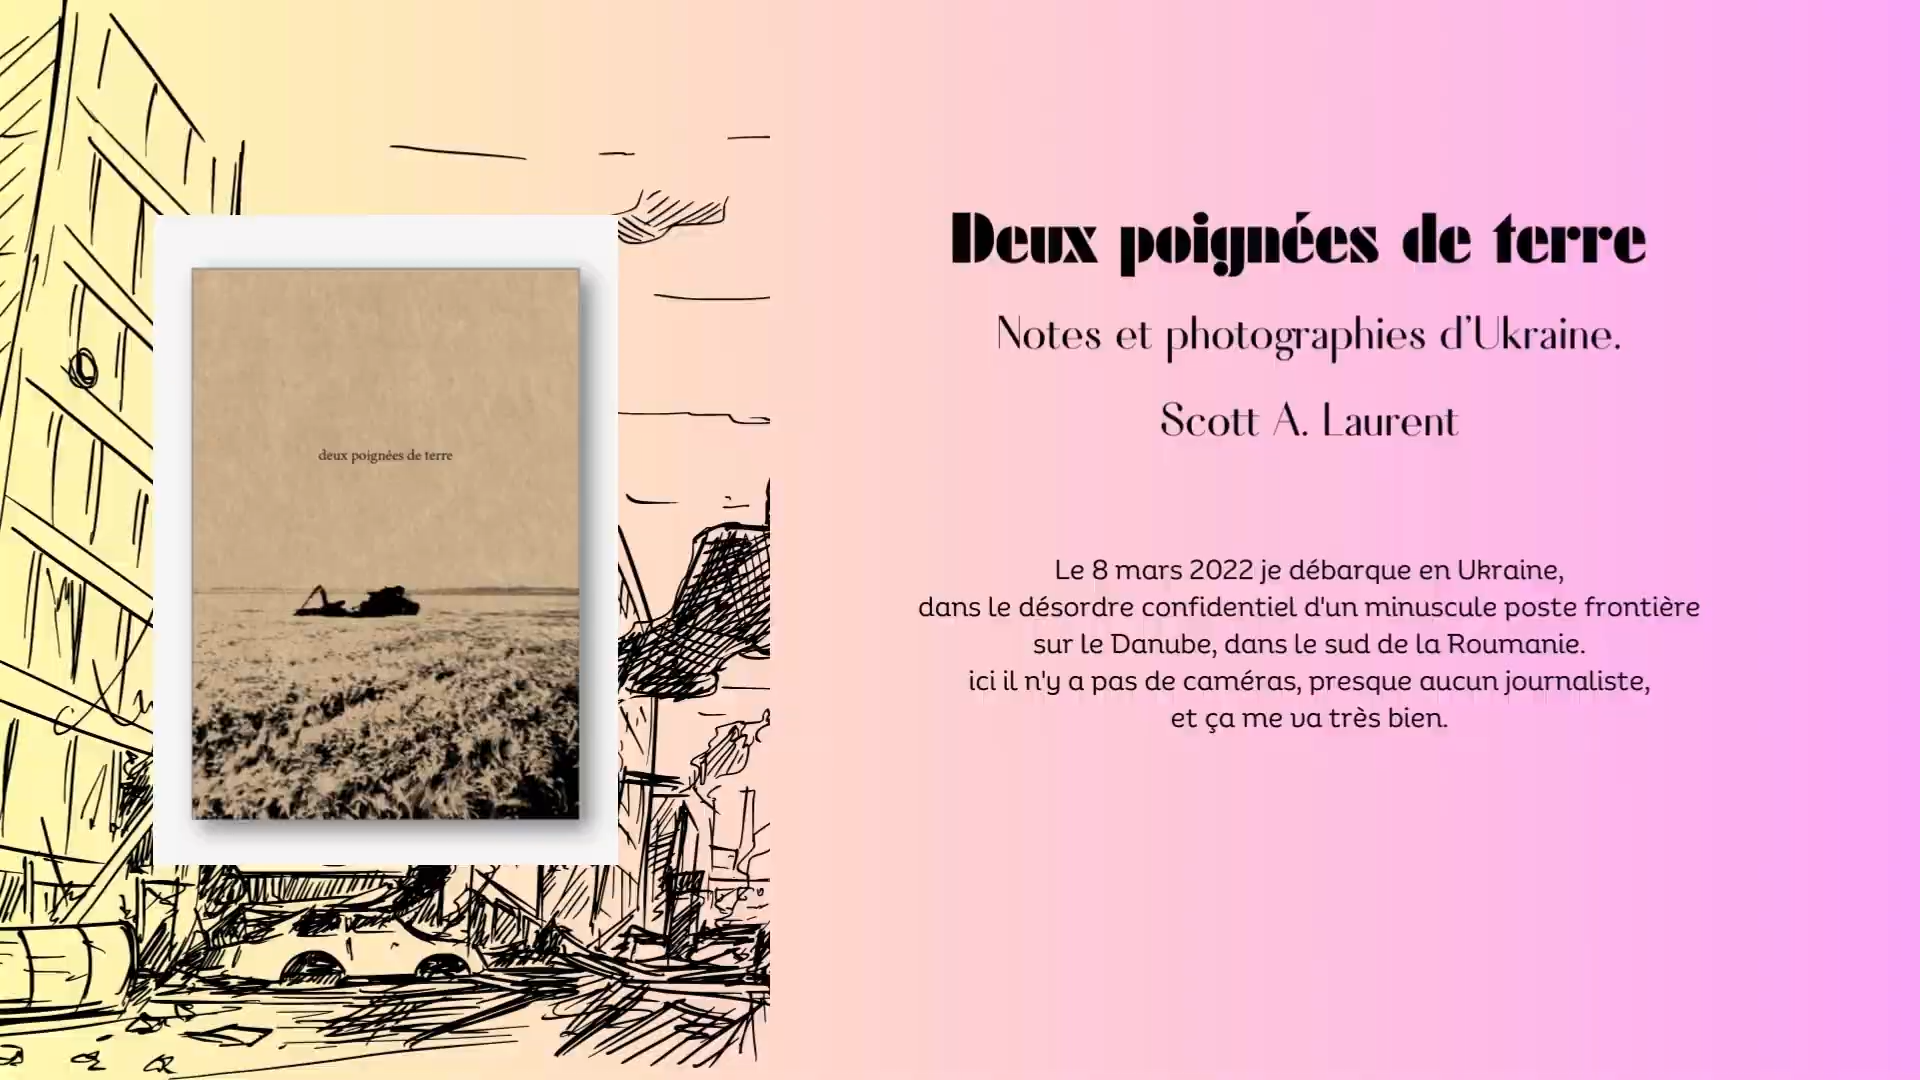 deux poignées de terre
Deux poignées de terre
Notes et photographies d'Ukraine.
Scott A. Laurent
Le 8 mars 2022 je débarque en Ukraine,
dans le désordre confidentiel d'un minuscule poste frontière
sur le Danube, dans le sud de la Roumanie.
ici il n'y a pas de caméras, presque aucun journaliste,
et ça me va très bien.